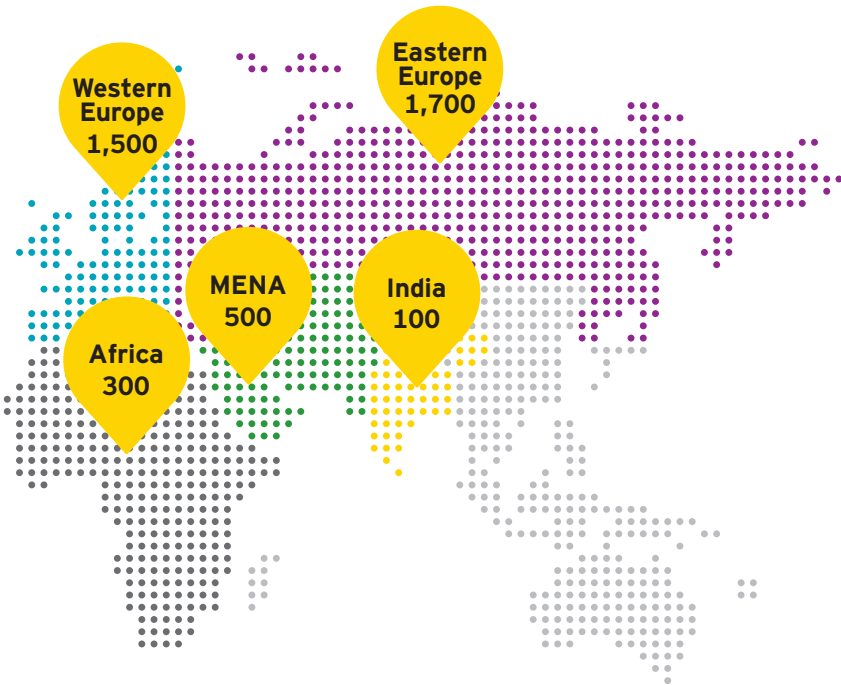 Western
Europe
1,500
Eastern
Europe
1,700
MENA
500
India
100
Africa
300